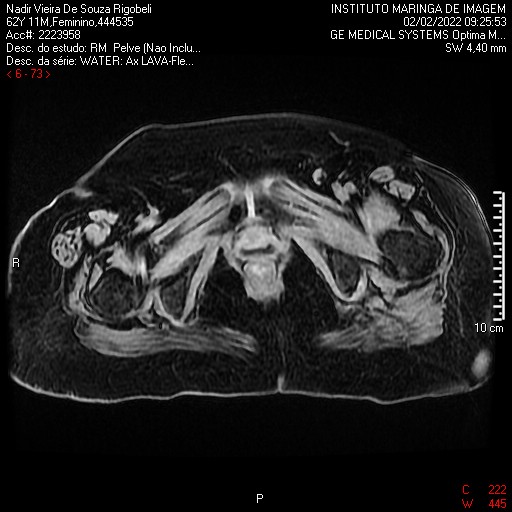 Nadir Vieira De Souza Rigobeli
62Y 11M,Feminino,444535
Acc#: 2223958
Desc. do estudo: RM Pelve (Nao Inclu...
Desc. da série: WATER: Ax LAVA-Fle...
< 6 - 73 >
INSTITUTO MARINGA DE IMAGEM
02/02/2022 09:25:53
GE MEDICAL SYSTEMS Optima M...
SW 4,40 mm
R
10 cm
P
C 222
W 445